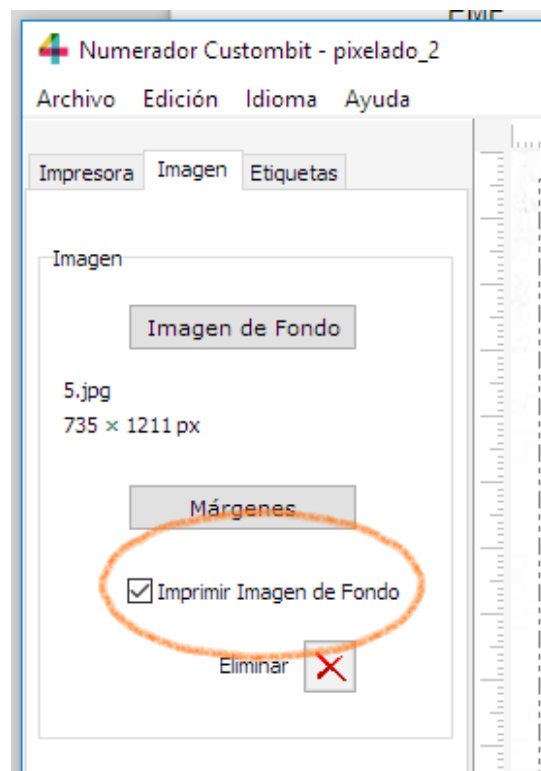 EMF
Numerador Custombit - pixelado_2
Archivo Edición Idioma Ayuda
Impresora Imagen Etiquetas
Imagen
Imagen de Fondo
5.jpg
735 × 1211 px
Márgenes
Imprimir Imagen de Fondo
Eliminar